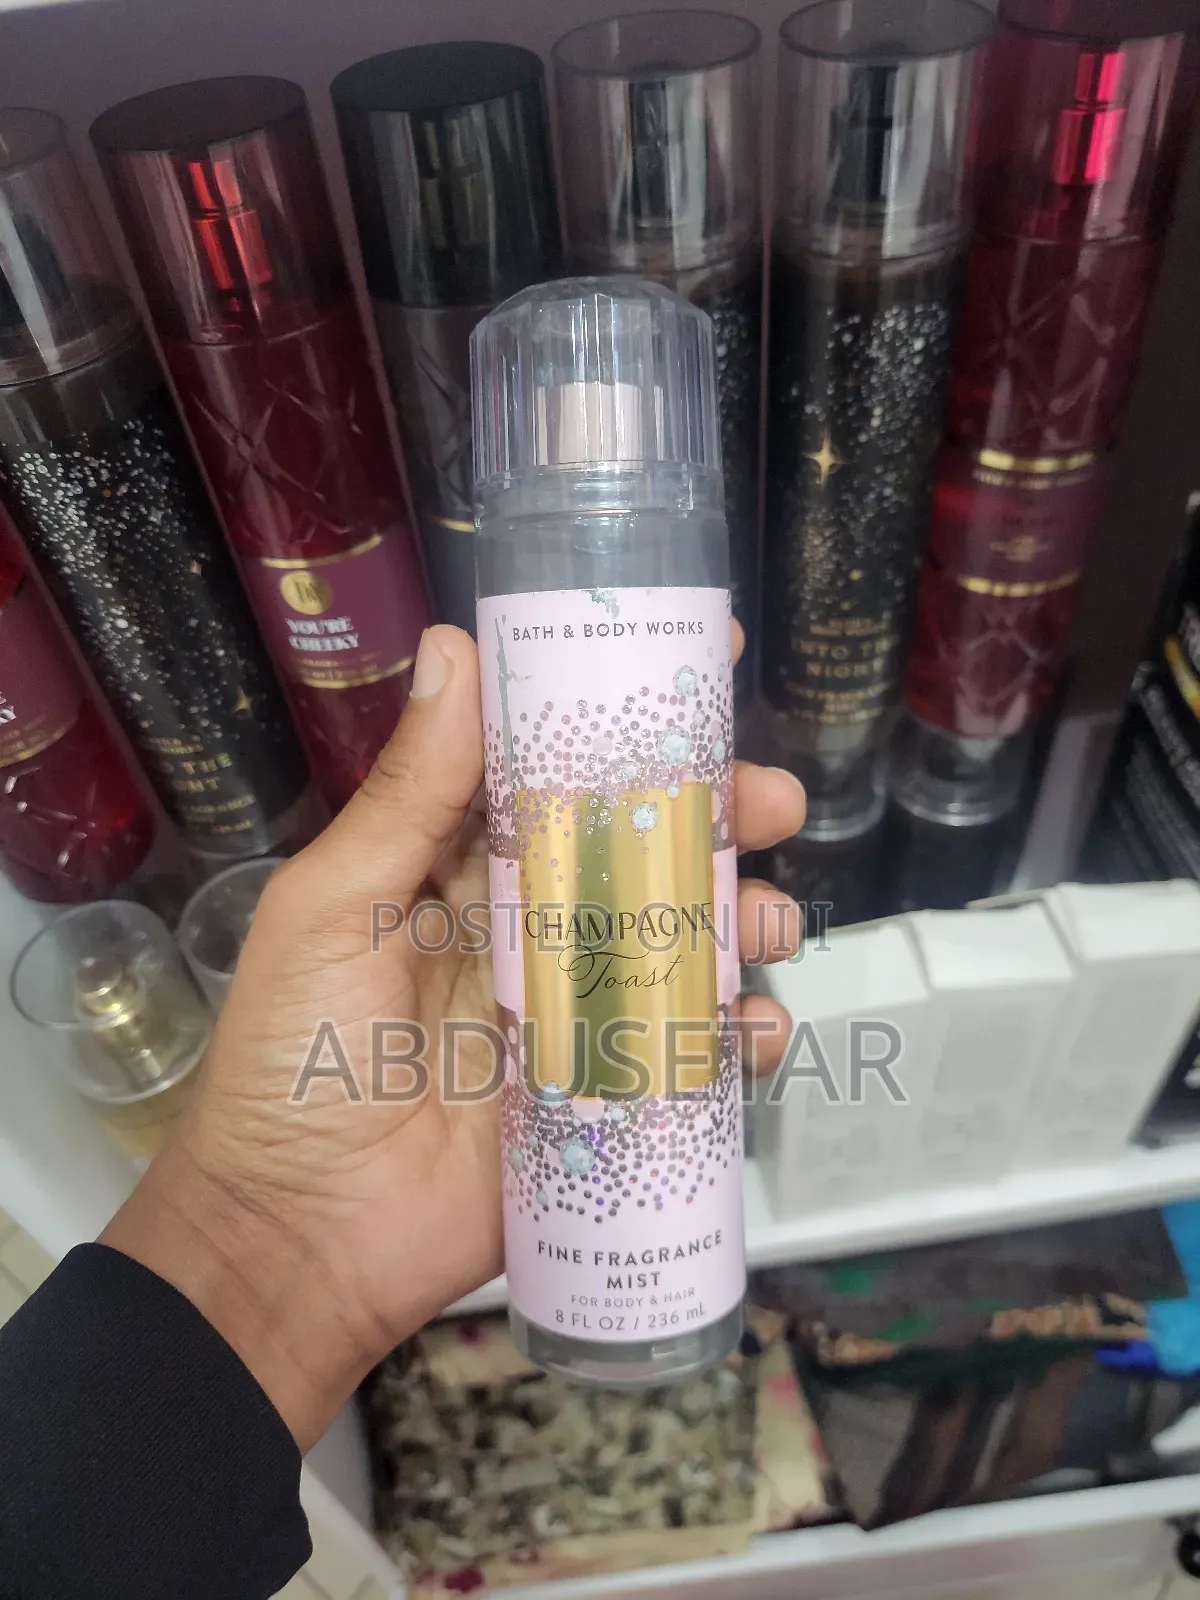 BATH & BODY WORKS
CHAMPAGNE
Toast
FINE FRAGRANCE
MIST
FOR BODY & HAIR
8 FL OZ / 236 mL
POSTED ON JIJI
ABDUSETAR
YOU'RE
CHEEKY
INTO THE
NIGHT
THE